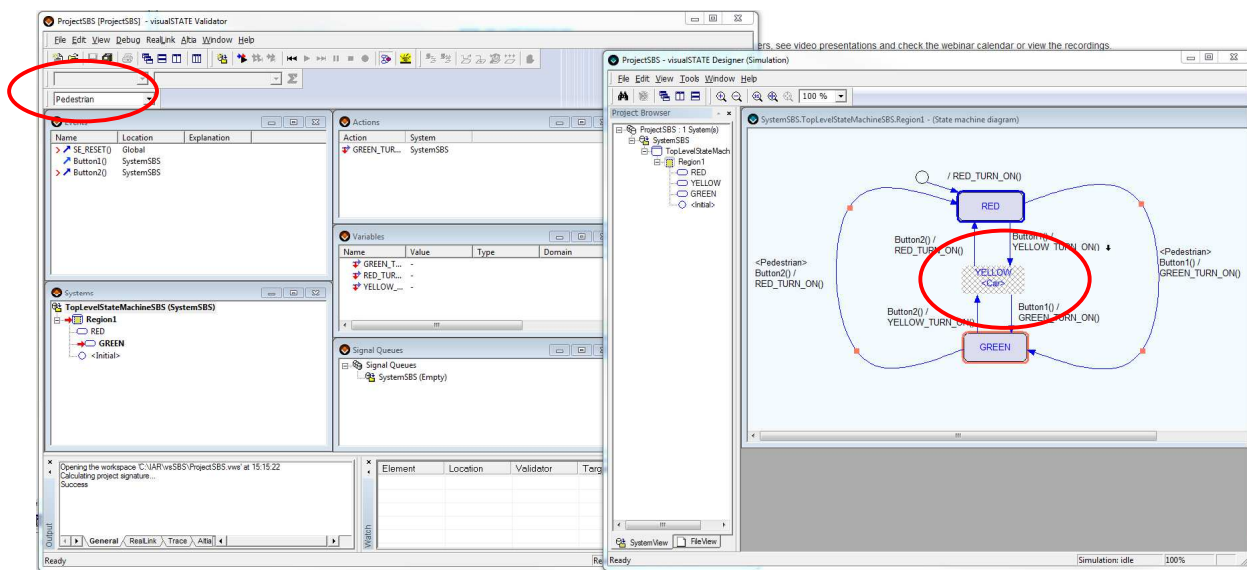 ProjectSBS [ProjectSBS] - visualSTATE Validator
File Edit View Debug RealLink Altia Window Help
Pedestrian
Events
Name Location Explanation
SE_RESET() Global
Button1() SystemSBS
Button2() SystemSBS
Actions
Action System
GREEN_TUR... SystemSBS
Variables
Name Value Type Domain
GREEN_T... -
RED_TUR... -
YELLOW_... -
Systems
TopLevelStateMachineSBS (SystemSBS)
Region1
RED
GREEN
<Initial>
Signal Queues
Signal Queues
SystemSBS (Empty)
Opening the workspace 'C:\IAR\vsSBS\ProjectSBS.vws' at 15:15:22
Calculating project signature...
Success
Output
General RealLink Trace Altia
Watch
Element Location Validator Targ
Ready
Re
ers, see video presentations and check the webinar calendar or view the recordings.
ProjectSBS - visualSTATE Designer (Simulation)
File Edit View Tools Window Help
100 %
Project Browser
ProjectSBS : 1 System(s)
SystemSBS
TopLevelStateMach
Region1
RED
YELLOW
GREEN
<Initial>
SystemView FileView
SystemSBS.TopLevelStateMachineSBS.Region1 - (State machine diagram)
/ RED_TURN_ON()
RED
Button2() /
RED_TURN_ON()
Button1() /
YELLOW_TURN_ON()
<Pedestrian>
Button2() /
RED_TURN_ON()
YELLOW
<Car>
<Pedestrian>
Button1() /
GREEN_TURN_ON()
Button2() /
YELLOW_TURN_ON()
Button1() /
GREEN_TURN_ON()
GREEN
Ready
Simulation: idle
100%